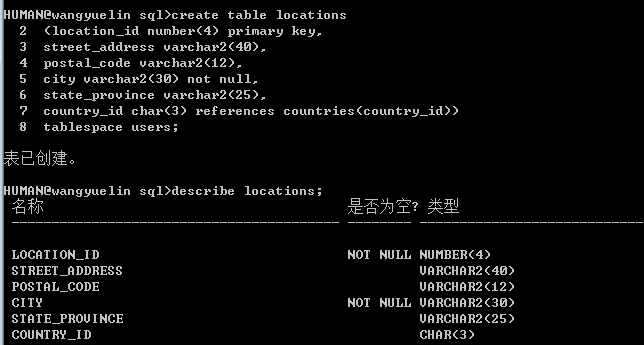 HUMAN@wangyuelin sql>create table locations
2 (location_id number(4) primary key,
3 street_address varchar2(40),
4 postal_code varchar2(12),
5 city varchar2(30) not null,
6 state_province varchar2(25),
7 country_id char(3) references countries(country_id))
8 tablespace users;
表已创建。
HUMAN@wangyuelin sql>describe locations;
名称 是否为空? 类型
----------------------------------------- -------- ----------------------------
LOCATION_ID NOT NULL NUMBER(4)
STREET_ADDRESS VARCHAR2(40)
POSTAL_CODE VARCHAR2(12)
CITY NOT NULL VARCHAR2(30)
STATE_PROVINCE VARCHAR2(25)
COUNTRY_ID CHAR(3)